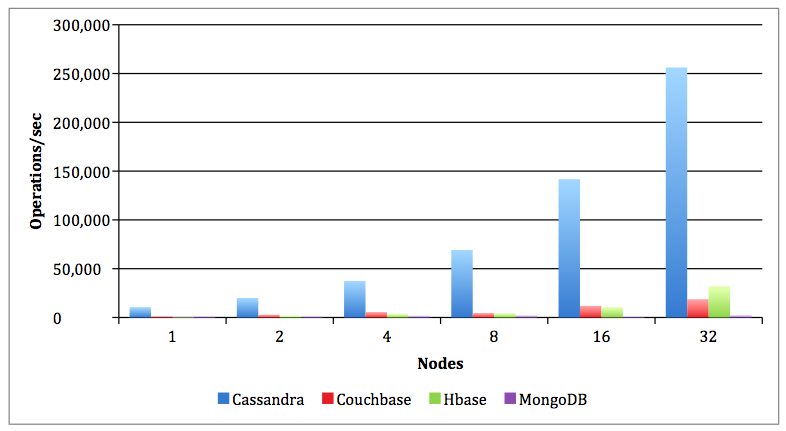 300,000
250,000
200,000
150,000
100,000
50,000
0
Operations/sec
1 2 4 8 16 32
Nodes
Cassandra Couchbase Hbase MongoDB